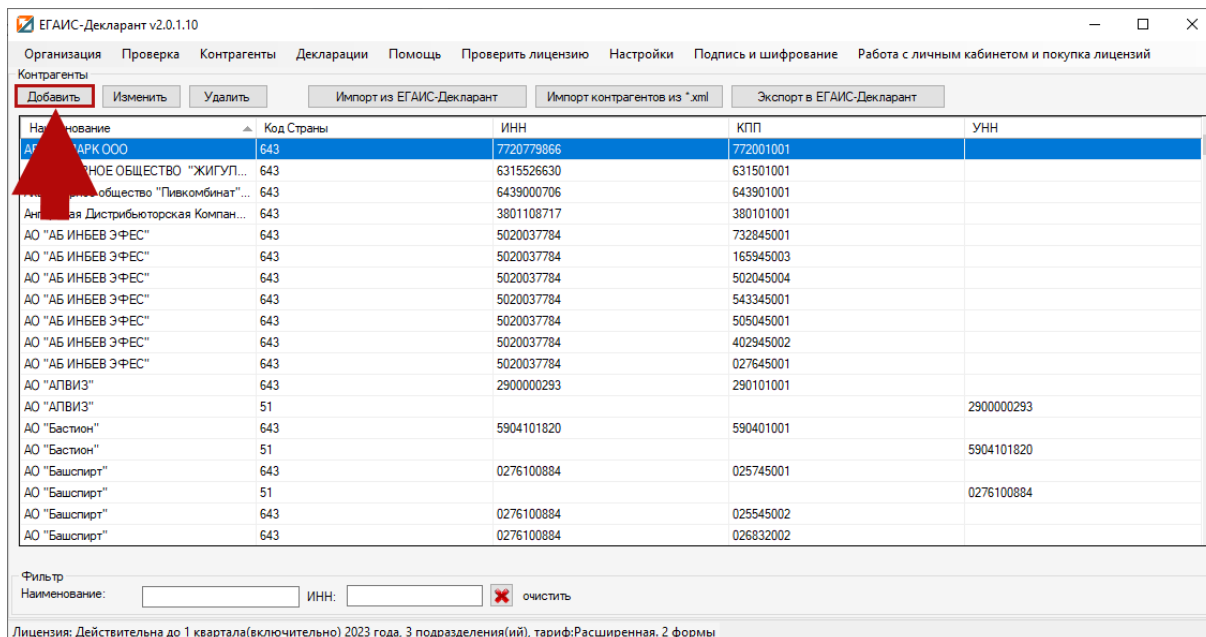 ЕГАИС-Декларант v2.0.1.10
Организация Проверка Контрагенты Декларации Помощь Проверить лицензию Настройки Подпись и шифрование Работа с личным кабинетом и покупка лицензий
Контрагенты
Добавить Изменить Удалить Импорт из ЕГАИС-Декларант Импорт контрагентов из *.xml Экспорт в ЕГАИС-Декларант
Код Страны ИНН КПП УНН
ООО 643 7720779866 772001001
ОБЩЕСТВО "ЖИГУЛ... 643 6315526630 631501001
общество "Пивкомбинат"... 643 6439000706 643901001
Дистрибьюторская Компан... 643 3801108717 380101001
АО "АБ ИНБЕВ ЭФЕС" 643 5020037784 732845001
АО "АБ ИНБЕВ ЭФЕС" 643 5020037784 165945003
АО "АБ ИНБЕВ ЭФЕС" 643 5020037784 502045004
АО "АБ ИНБЕВ ЭФЕС" 643 5020037784 543345001
АО "АБ ИНБЕВ ЭФЕС" 643 5020037784 505045001
АО "АБ ИНБЕВ ЭФЕС" 643 5020037784 402945002
АО "АБ ИНБЕВ ЭФЕС" 643 5020037784 027645001
АО "АПВИЗ" 643 2900000293 290101001
АО "АПВИЗ" 51 2900000293
АО "Бастион" 643 5904101820 590401001
АО "Бастион" 51 5904101820
АО "Башспирт" 643 0276100884 025745001
АО "Башспирт" 51 0276100884
АО "Башспирт" 643 0276100884 025545002
АО "Башспирт" 643 0276100884 026832002
Фильтр
Наименование: ИНН: очистить
Лицензия: Действительна до 1 квартала(включительно) 2023 года, 3 подразделения(ий), тариф:Расширенная. 2 формы